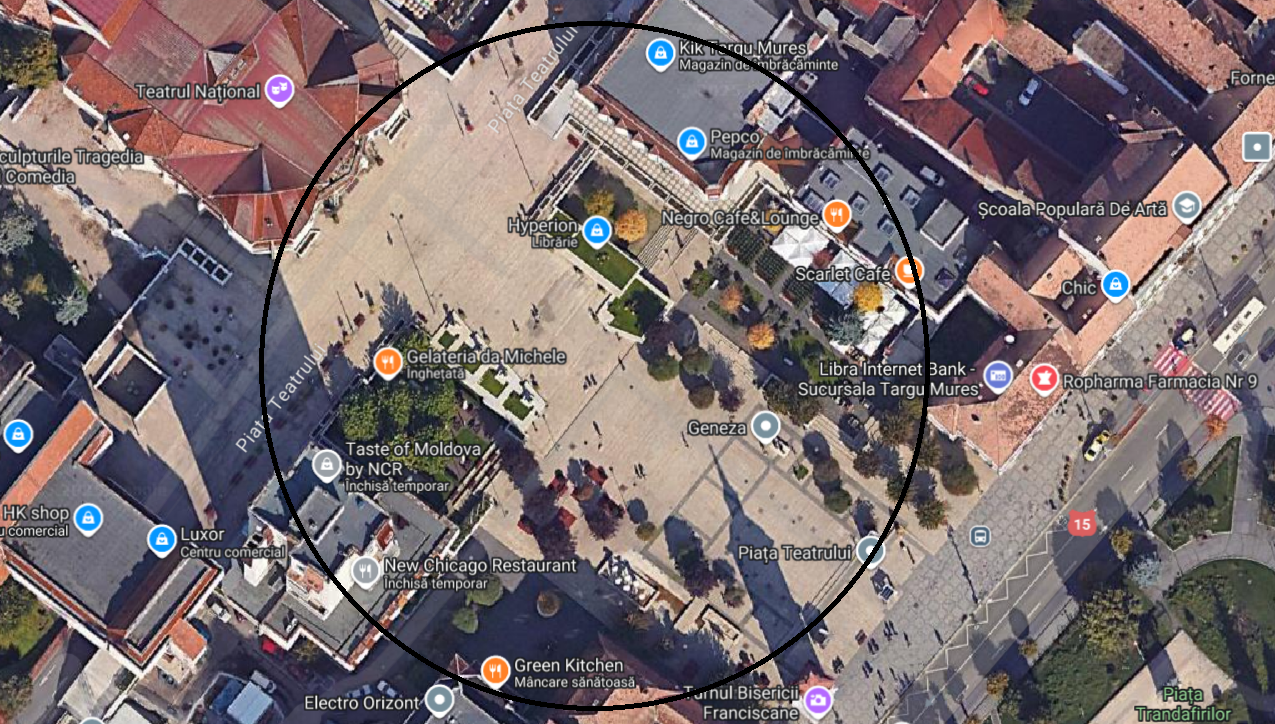 Piața Teatrului
Kik Targu Mures
Magazin de îmbrăcăminte
Teatrul Național
Forne
Pepco
Magazin de îmbrăcăminte
culpturile Tragedia
Comedia
Școala Populară De Artă
Negro Cafe&Lounge
Hyperion
Librărie
Scarlet Cafe
Chic
Gelateria da Michele
Înghețată
Libra Internet Bank -
Sucursala Targu Mures
Ropharma Farmacia Nr 9
Piața Teatrului
Geneza
Taste of Moldova
by NCR
Închisă temporar
HK shop
u comercial
Luxor
Centru comercial
15
Piața Teatrului
New Chicago Restaurant
Închisă temporar
Green Kitchen
Mâncare sănătoasă
Electro Orizont
Turnul Bisericii
Franciscane
Piața
Trandafirilor